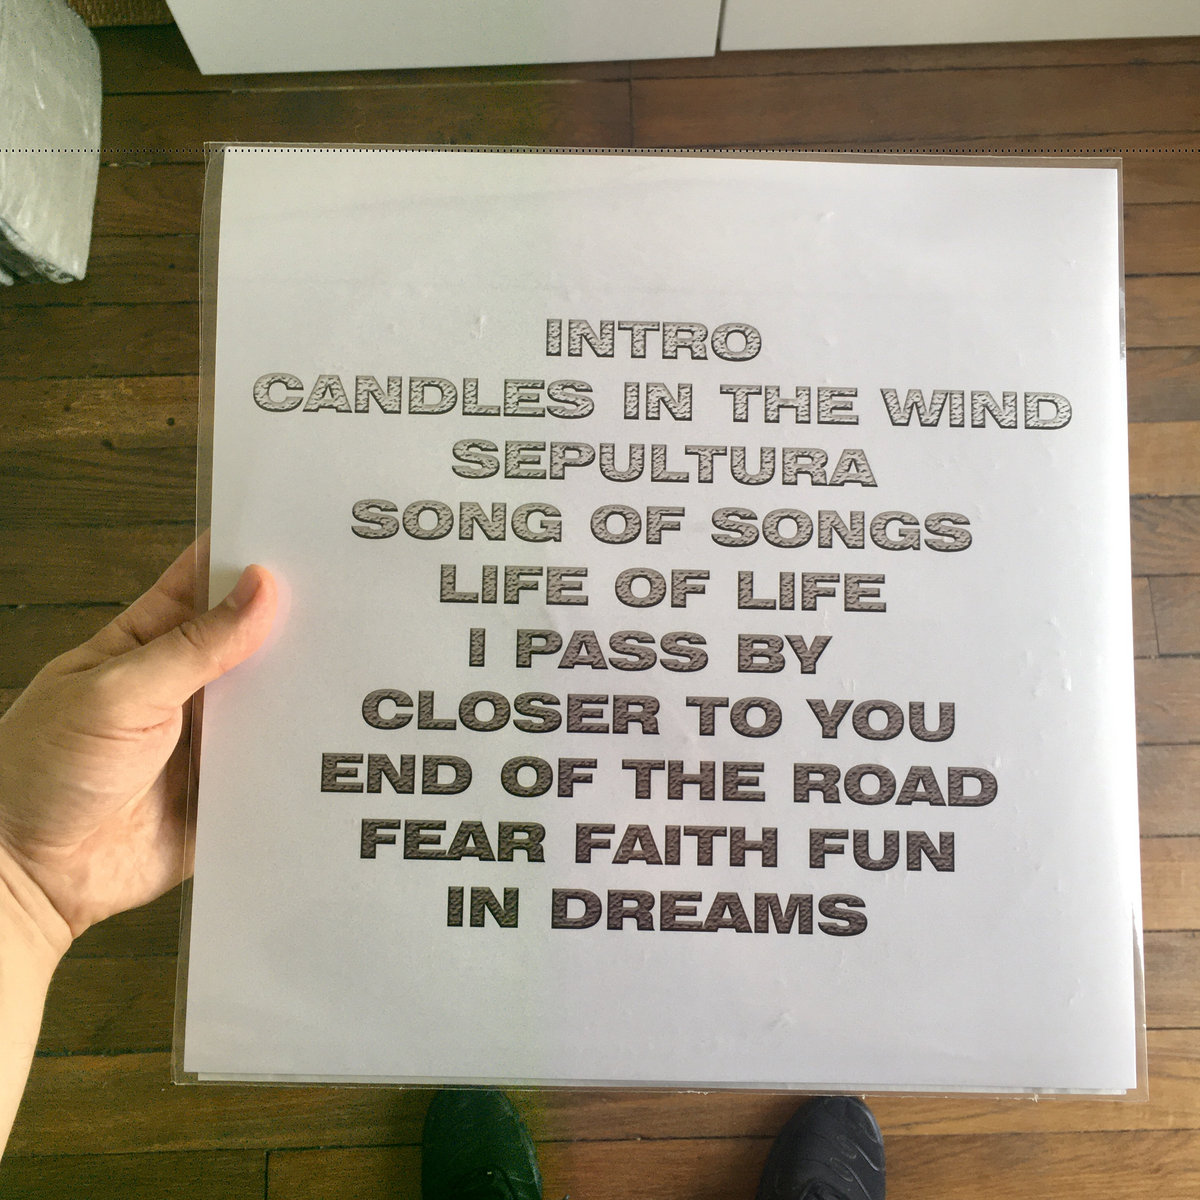 INTRO
CANDLES IN THE WIND
SEPULTURA
SONG OF SONGS
LIFE OF LIFE
I PASS BY
CLOSER TO YOU
END OF THE ROAD
FEAR FAITH FUN
IN DREAMS